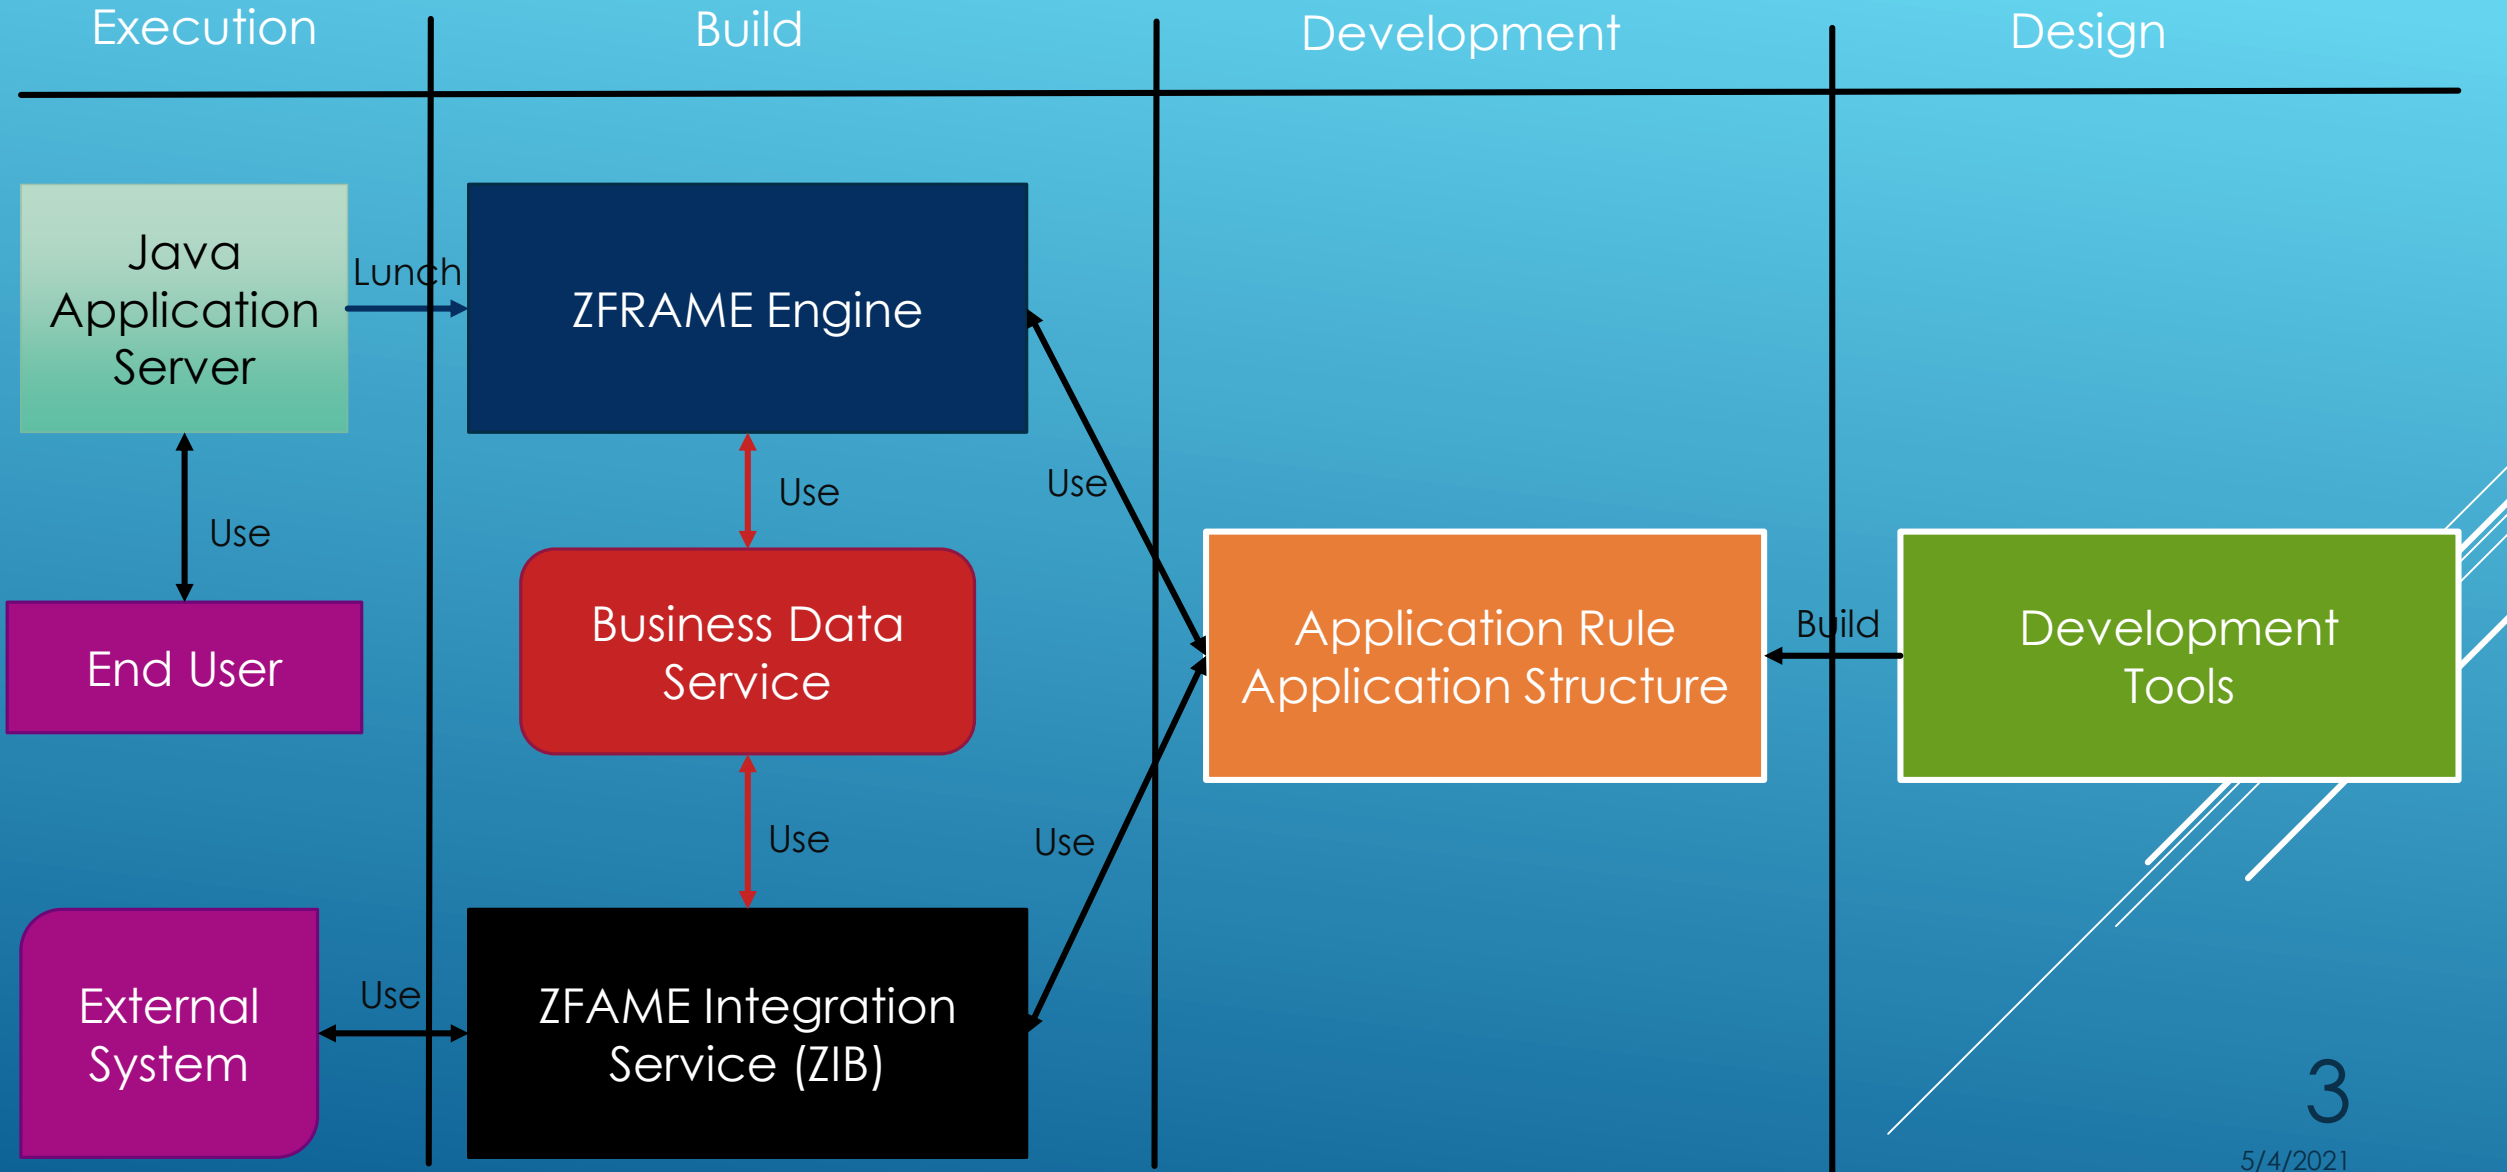 Execution
Build
Development
Design
Java
Application
Server
Lunch
ZFRAME Engine
Use
Use
Use
End User
Business Data
Service
Application Rule
Application Structure
Build
Development
Tools
Use
Use
External
System
Use
ZFAME Integration
Service (ZIB)
3
5/4/2021